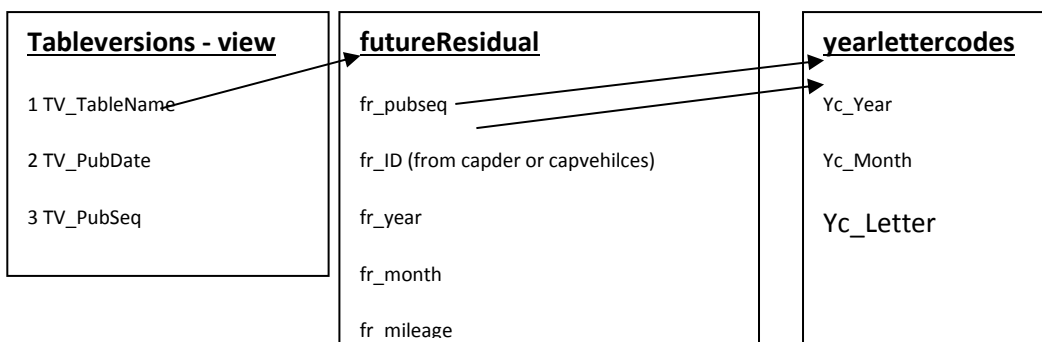 Tableversions - view
1 TV_TableName
2 TV_PubDate
3 TV_PubSeq
futureResidual
fr_pubseq
fr_ID (from capder or capvehilces)
fr_year
fr_month
fr_mileage
yearlettercodes
Yc_Year
Yc_Month
Yc_Letter